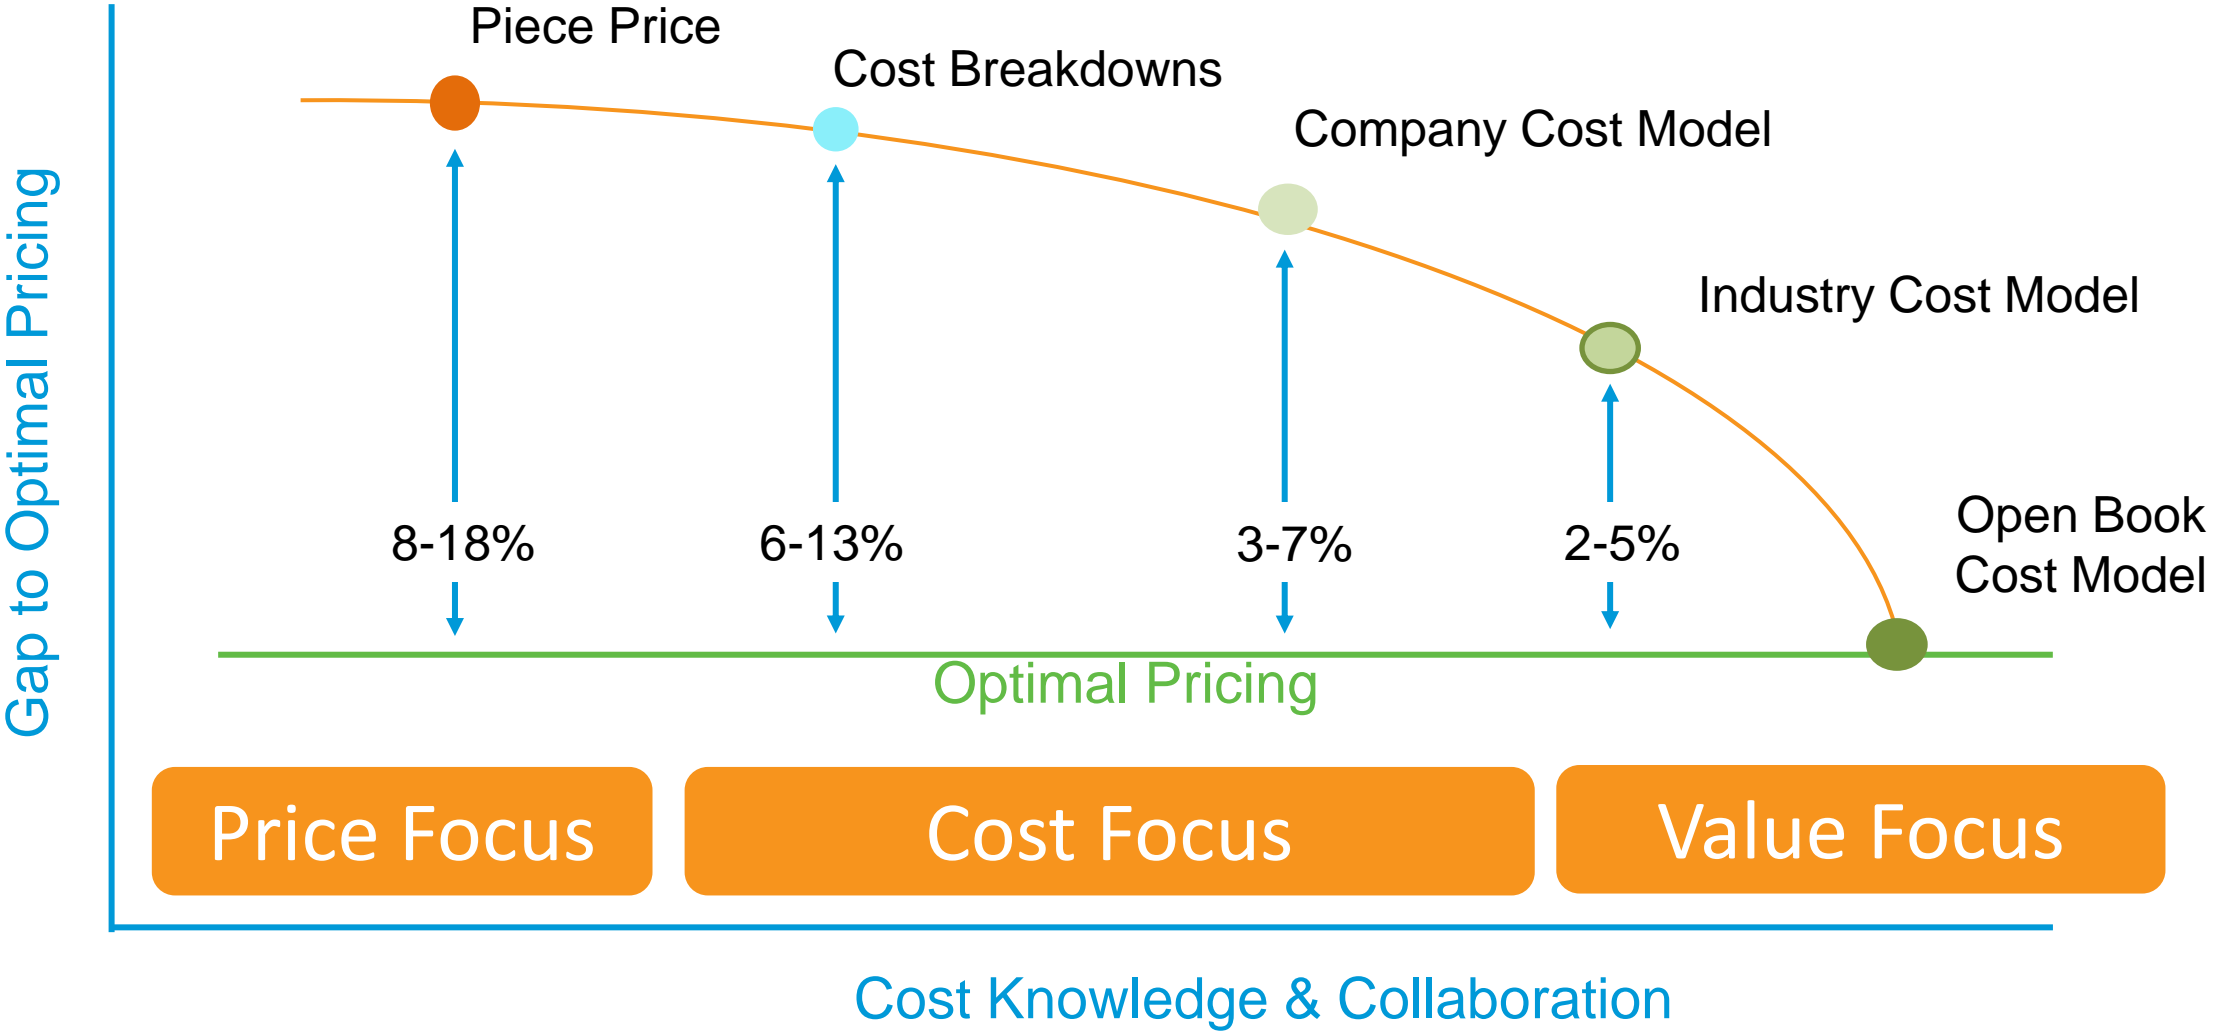 Piece Price
Cost Breakdowns
Company Cost Model
Industry Cost Model
Open Book
Cost Model
Gap to Optimal Pricing
8-18%
6-13%
3-7%
2-5%
Optimal Pricing
Price Focus
Cost Focus
Value Focus
Cost Knowledge & Collaboration